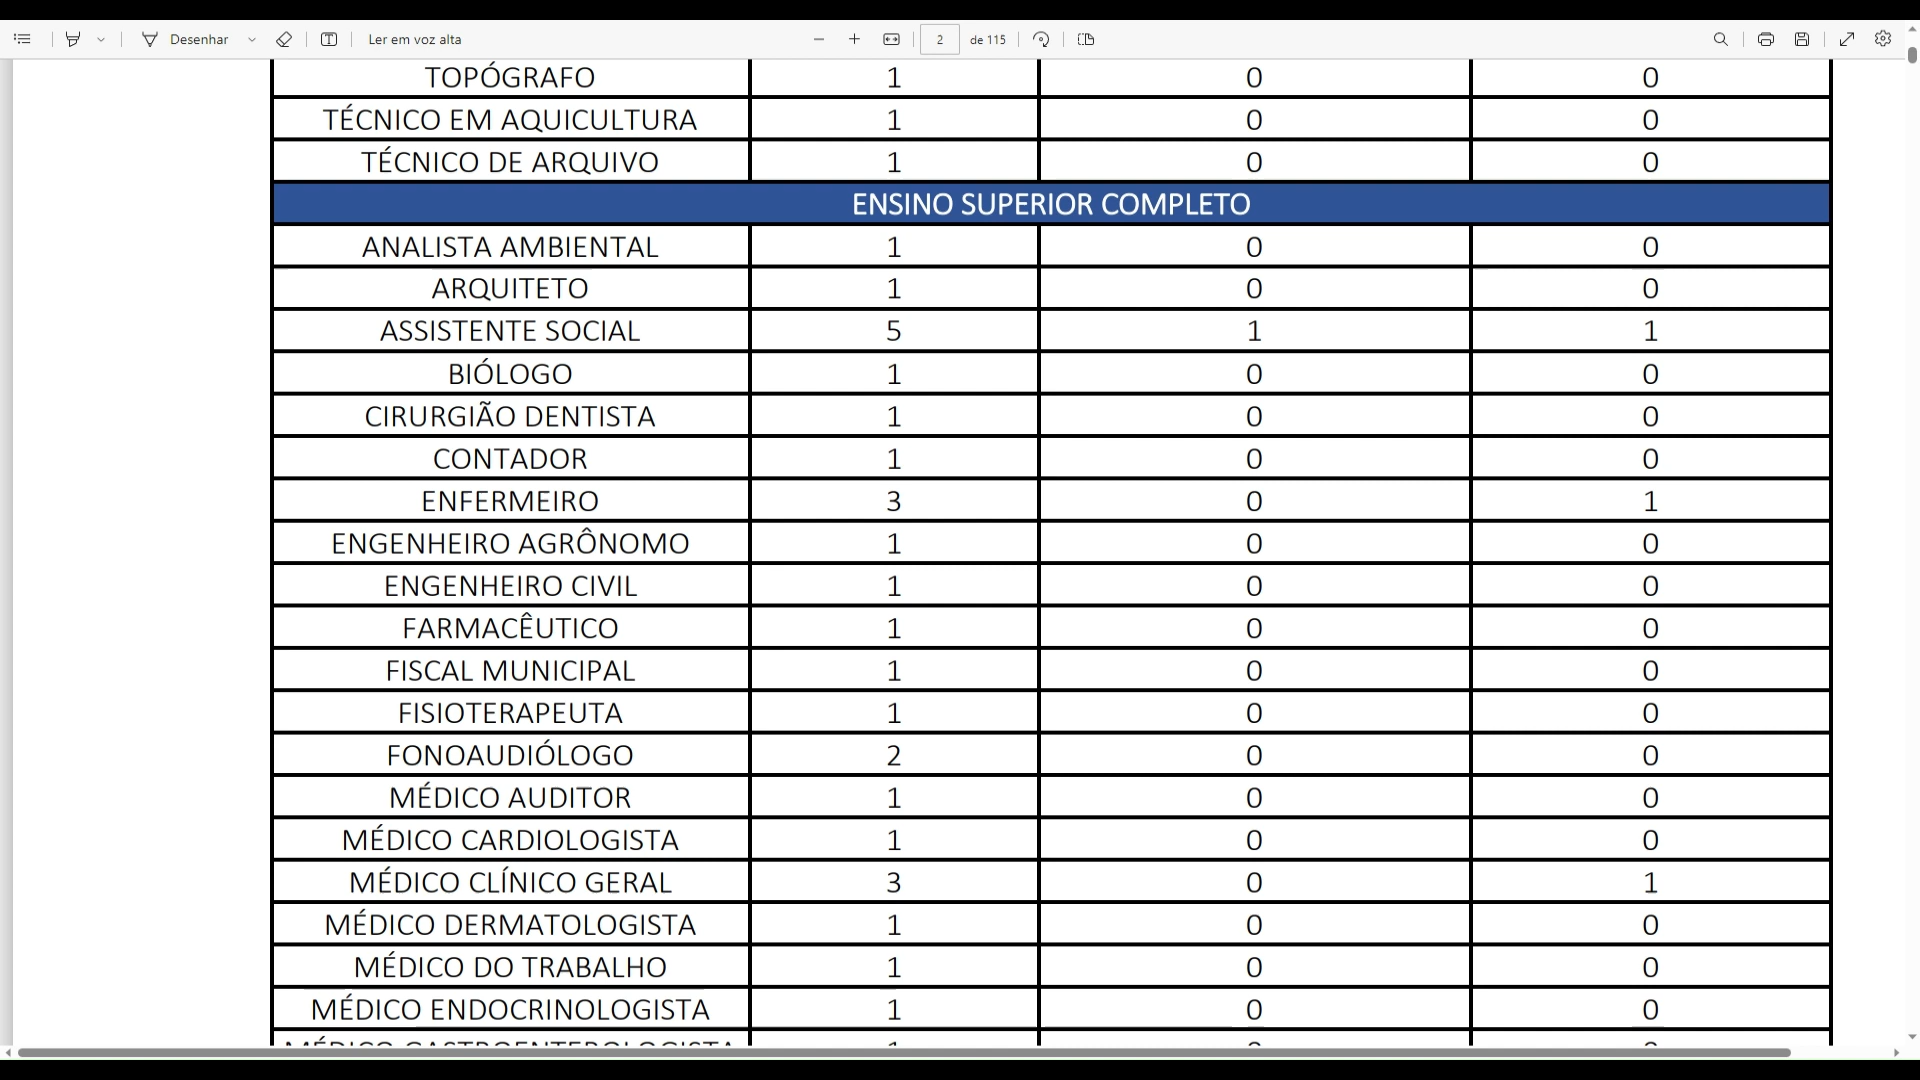 Desenhar
Ler em voz alta
2 de 115
TOPÓGRAFO 1 0 0
TÉCNICO EM AQUICULTURA 1 0 0
TÉCNICO DE ARQUIVO 1 0 0
ENSINO SUPERIOR COMPLETO
ANALISTA AMBIENTAL 1 0 0
ARQUITETO 1 0 0
ASSISTENTE SOCIAL 5 1 1
BIÓLOGO 1 0 0
CIRURGIÃO DENTISTA 1 0 0
CONTADOR 1 0 0
ENFERMEIRO 3 0 1
ENGENHEIRO AGRÔNOMO 1 0 0
ENGENHEIRO CIVIL 1 0 0
FARMACÊUTICO 1 0 0
FISCAL MUNICIPAL 1 0 0
FISIOTERAPEUTA 1 0 0
FONOAUDIÓLOGO 2 0 0
MÉDICO AUDITOR 1 0 0
MÉDICO CARDIOLOGISTA 1 0 0
MÉDICO CLÍNICO GERAL 3 0 1
MÉDICO DERMATOLOGISTA 1 0 0
MÉDICO DO TRABALHO 1 0 0
MÉDICO ENDOCRINOLOGISTA 1 0 0
MÉDICO GASTROENTEROLOGISTA